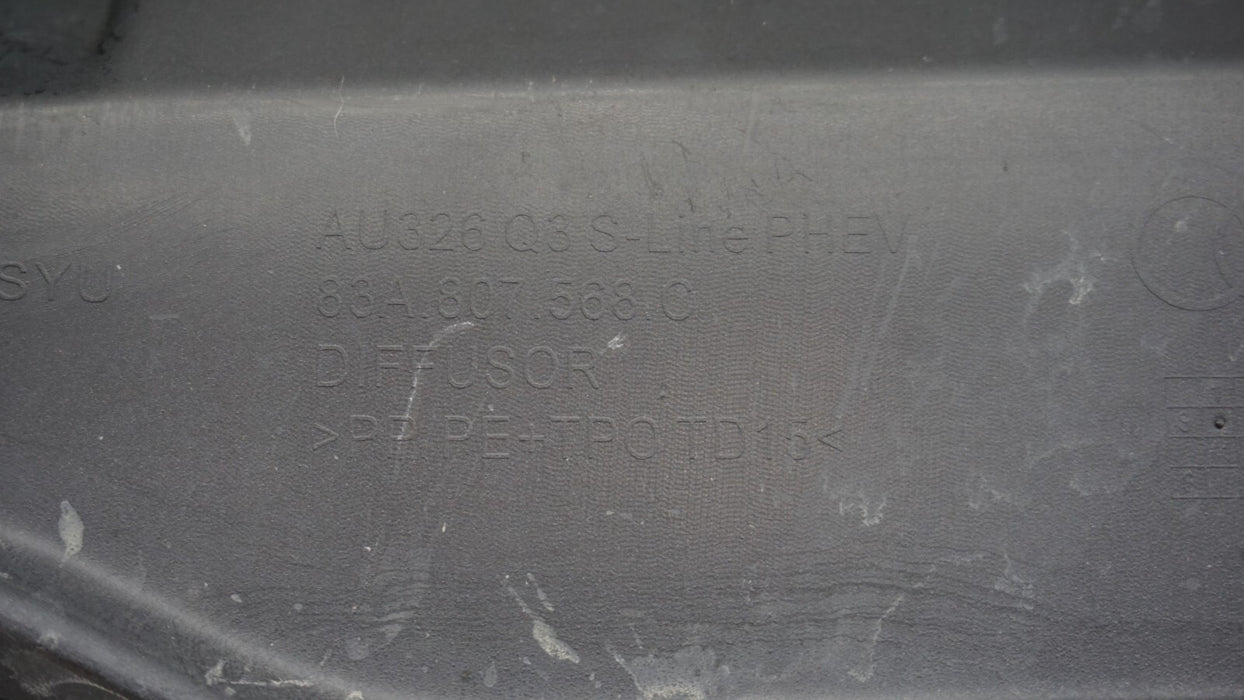 AU326 Q3 S-Line PHEV
SYU
83A.807.568.C
DIFFUSOR
>PP PE+TPO TD15<